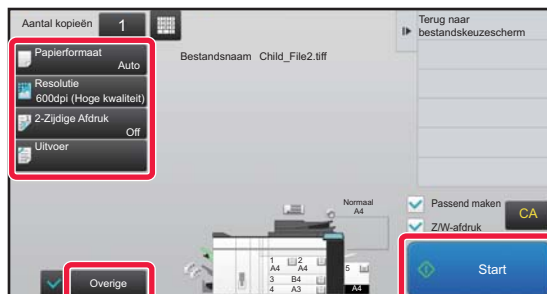 Aantal kopieën 1
Terug naar
bestandskeuzescherm
Papierformaat
Auto
Bestandsnaam Child_File2.tiff
Resolutie
600dpi (Hoge kwaliteit)
2-Zijdige Afdruk
Off
Uitvoer
Normaal
A4
Passend maken
CA
Z/W-afdruk
1 2
A4 A4
5
3 B4
4 A3
A4
Overige
Start